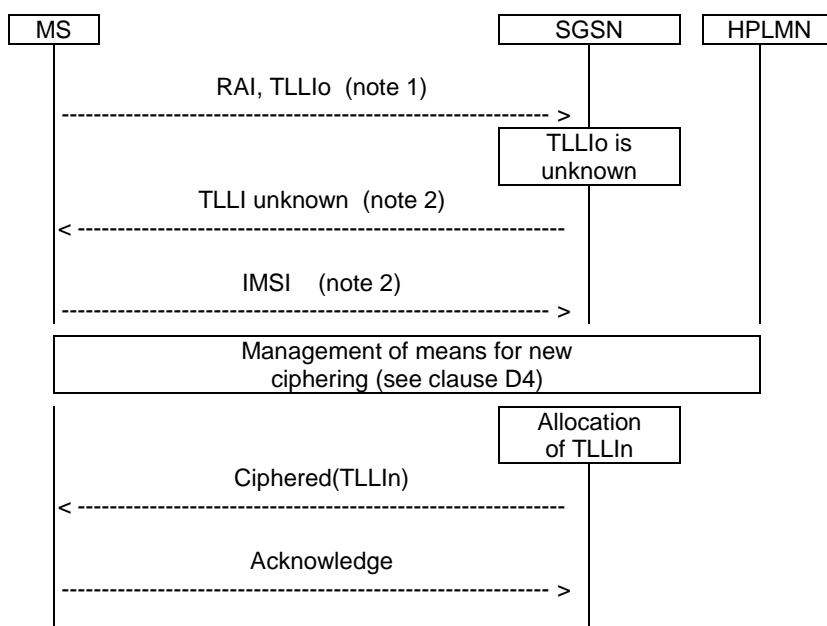 MS SGSN HPLMN
RAI, TLLIo (note 1)
------------------------------------------------------------- >
TLLIo is
unknown
TLLI unknown (note 2)
< -------------------------------------------------------------
IMSI (note 2)
------------------------------------------------------------- >
Management of means for new
ciphering (see clause D4)
Allocation
of TLLIn
Ciphered(TLLIn)
< -------------------------------------------------------------
Acknowledge
------------------------------------------------------------- >